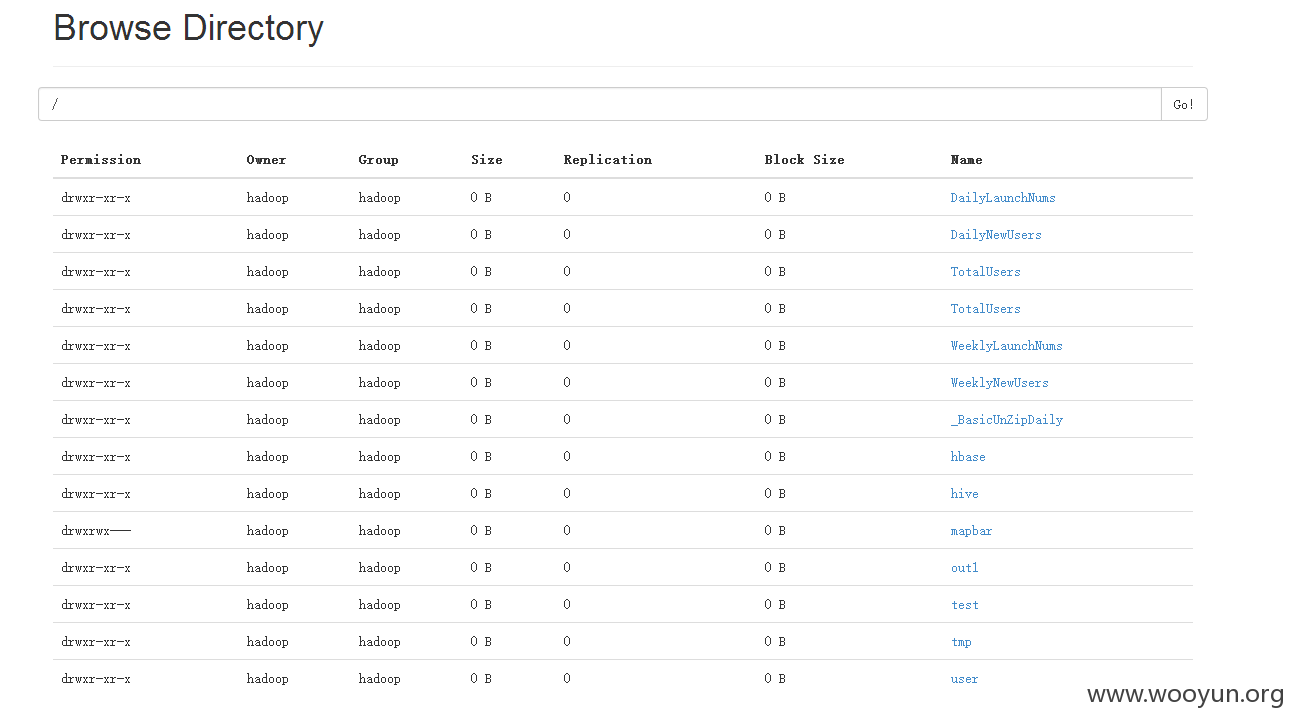 Browse Directory
/ Go!
Permission Owner Group Size Replication Block Size Name
drwxr-xr-x hadoop hadoop 0 B 0 0 B DailyLaunchNums
drwxr-xr-x hadoop hadoop 0 B 0 0 B DailyNewUsers
drwxr-xr-x hadoop hadoop 0 B 0 0 B TotalUsers
drwxr-xr-x hadoop hadoop 0 B 0 0 B TotalUsers
drwxr-xr-x hadoop hadoop 0 B 0 0 B WeeklyLaunchNums
drwxr-xr-x hadoop hadoop 0 B 0 0 B WeeklyNewUsers
drwxr-xr-x hadoop hadoop 0 B 0 0 B _BasicUnZipDaily
drwxr-xr-x hadoop hadoop 0 B 0 0 B hbase
drwxr-xr-x hadoop hadoop 0 B 0 0 B hive
drwxrwx--- hadoop hadoop 0 B 0 0 B mapbar
drwxr-xr-x hadoop hadoop 0 B 0 0 B out1
drwxr-xr-x hadoop hadoop 0 B 0 0 B test
drwxr-xr-x hadoop hadoop 0 B 0 0 B tmp
drwxr-xr-x hadoop hadoop 0 B 0 0 B user
www.wooyun.org